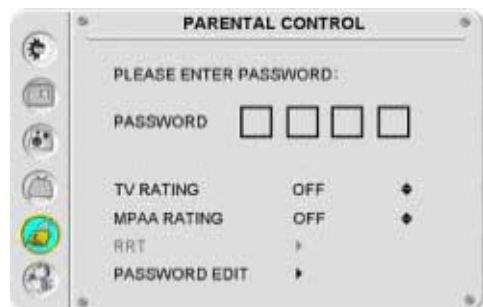 PARENTAL CONTROL
PLEASE ENTER PASSWORD:
PASSWORD
TV RATING OFF
MPAA RATING OFF
RRT
PASSWORD EDIT